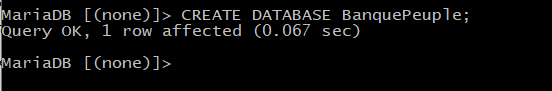 MariaDB [(none)]> CREATE DATABASE BanquePeuple;
Query OK, 1 row affected (0.067 sec)
MariaDB [(none)]>